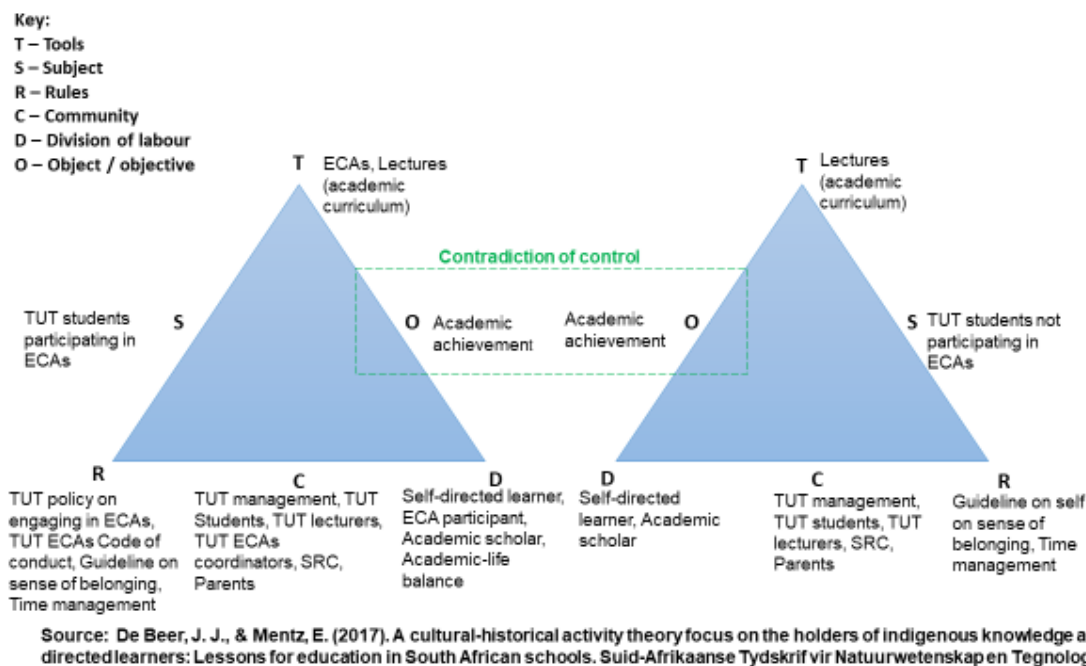 Key:
T – Tools
S – Subject
R – Rules
C – Community
D – Division of labour
O – Object / objective
T
ECAs, Lectures
(academic
curriculum)
T
Lectures
(academic
curriculum)
Contradiction of control
TUT students
participating in
ECAs
S
O
Academic
achievement
Academic
achievement
O
S
TUT students not
participating in
ECAs
R
TUT policy on
engaging in ECAs,
TUT ECAs Code of
conduct, Guideline on
sense of belonging,
Time management
C
TUT management, TUT
Students, TUT lecturers,
TUT ECAs
coordinators, SRC,
Parents
D
Self-directed learner,
ECA participant,
Academic scholar,
Academic-life
balance
D
Self-directed
learner, Academic
scholar
C
TUT management,
TUT students, TUT
lecturers, SRC,
Parents
R
Guideline on self
on sense of
belonging, Time
management
Source: De Beer, J. J., & Mentz, E. (2017). A cultural-historical activity theory focus on the holders of indigenous knowledge a
directed learners: Lessons for education in South African schools. Suid-Afrikaanse Tydskrif vir Natuurwetenskap en Tegnolo